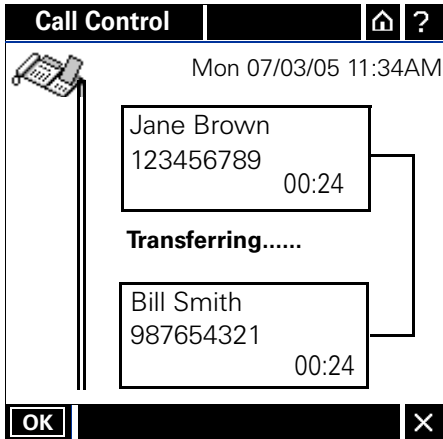 Call Control ?
Mon 07/03/05 11:34AM
Jane Brown
123456789
00:24
Transferring......
Bill Smith
987654321
00:24
OK